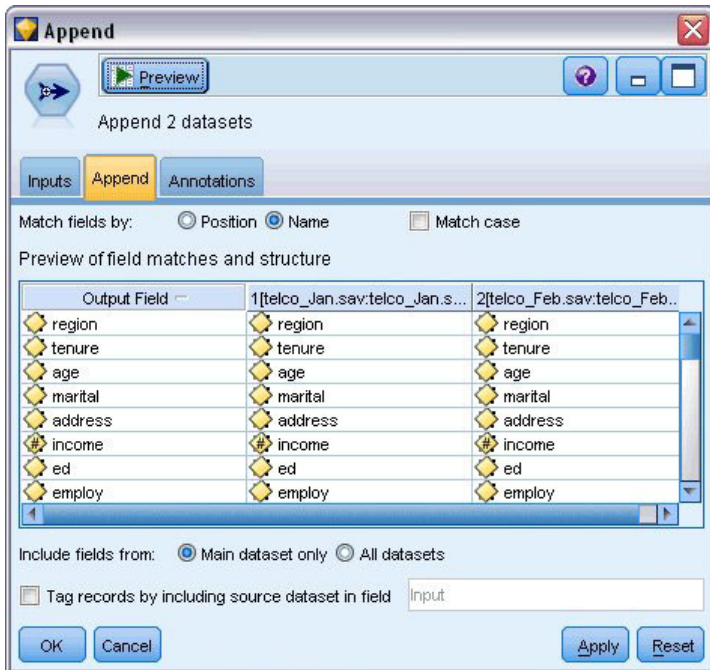 Append
Preview
Append 2 datasets
Inputs Append Annotations
Match fields by: Position Name Match case
Preview of field matches and structure
Output Field 1[telco_Jan.sav:telco_Jan.s... 2[telco_Feb.sav:telco_Feb..
region region region
tenure tenure tenure
age age age
marital marital marital
address address address
# income # income # income
ed ed ed
employ employ employ
Include fields from: Main dataset only All datasets
Tag records by including source dataset in field Input
OK Cancel Apply Reset